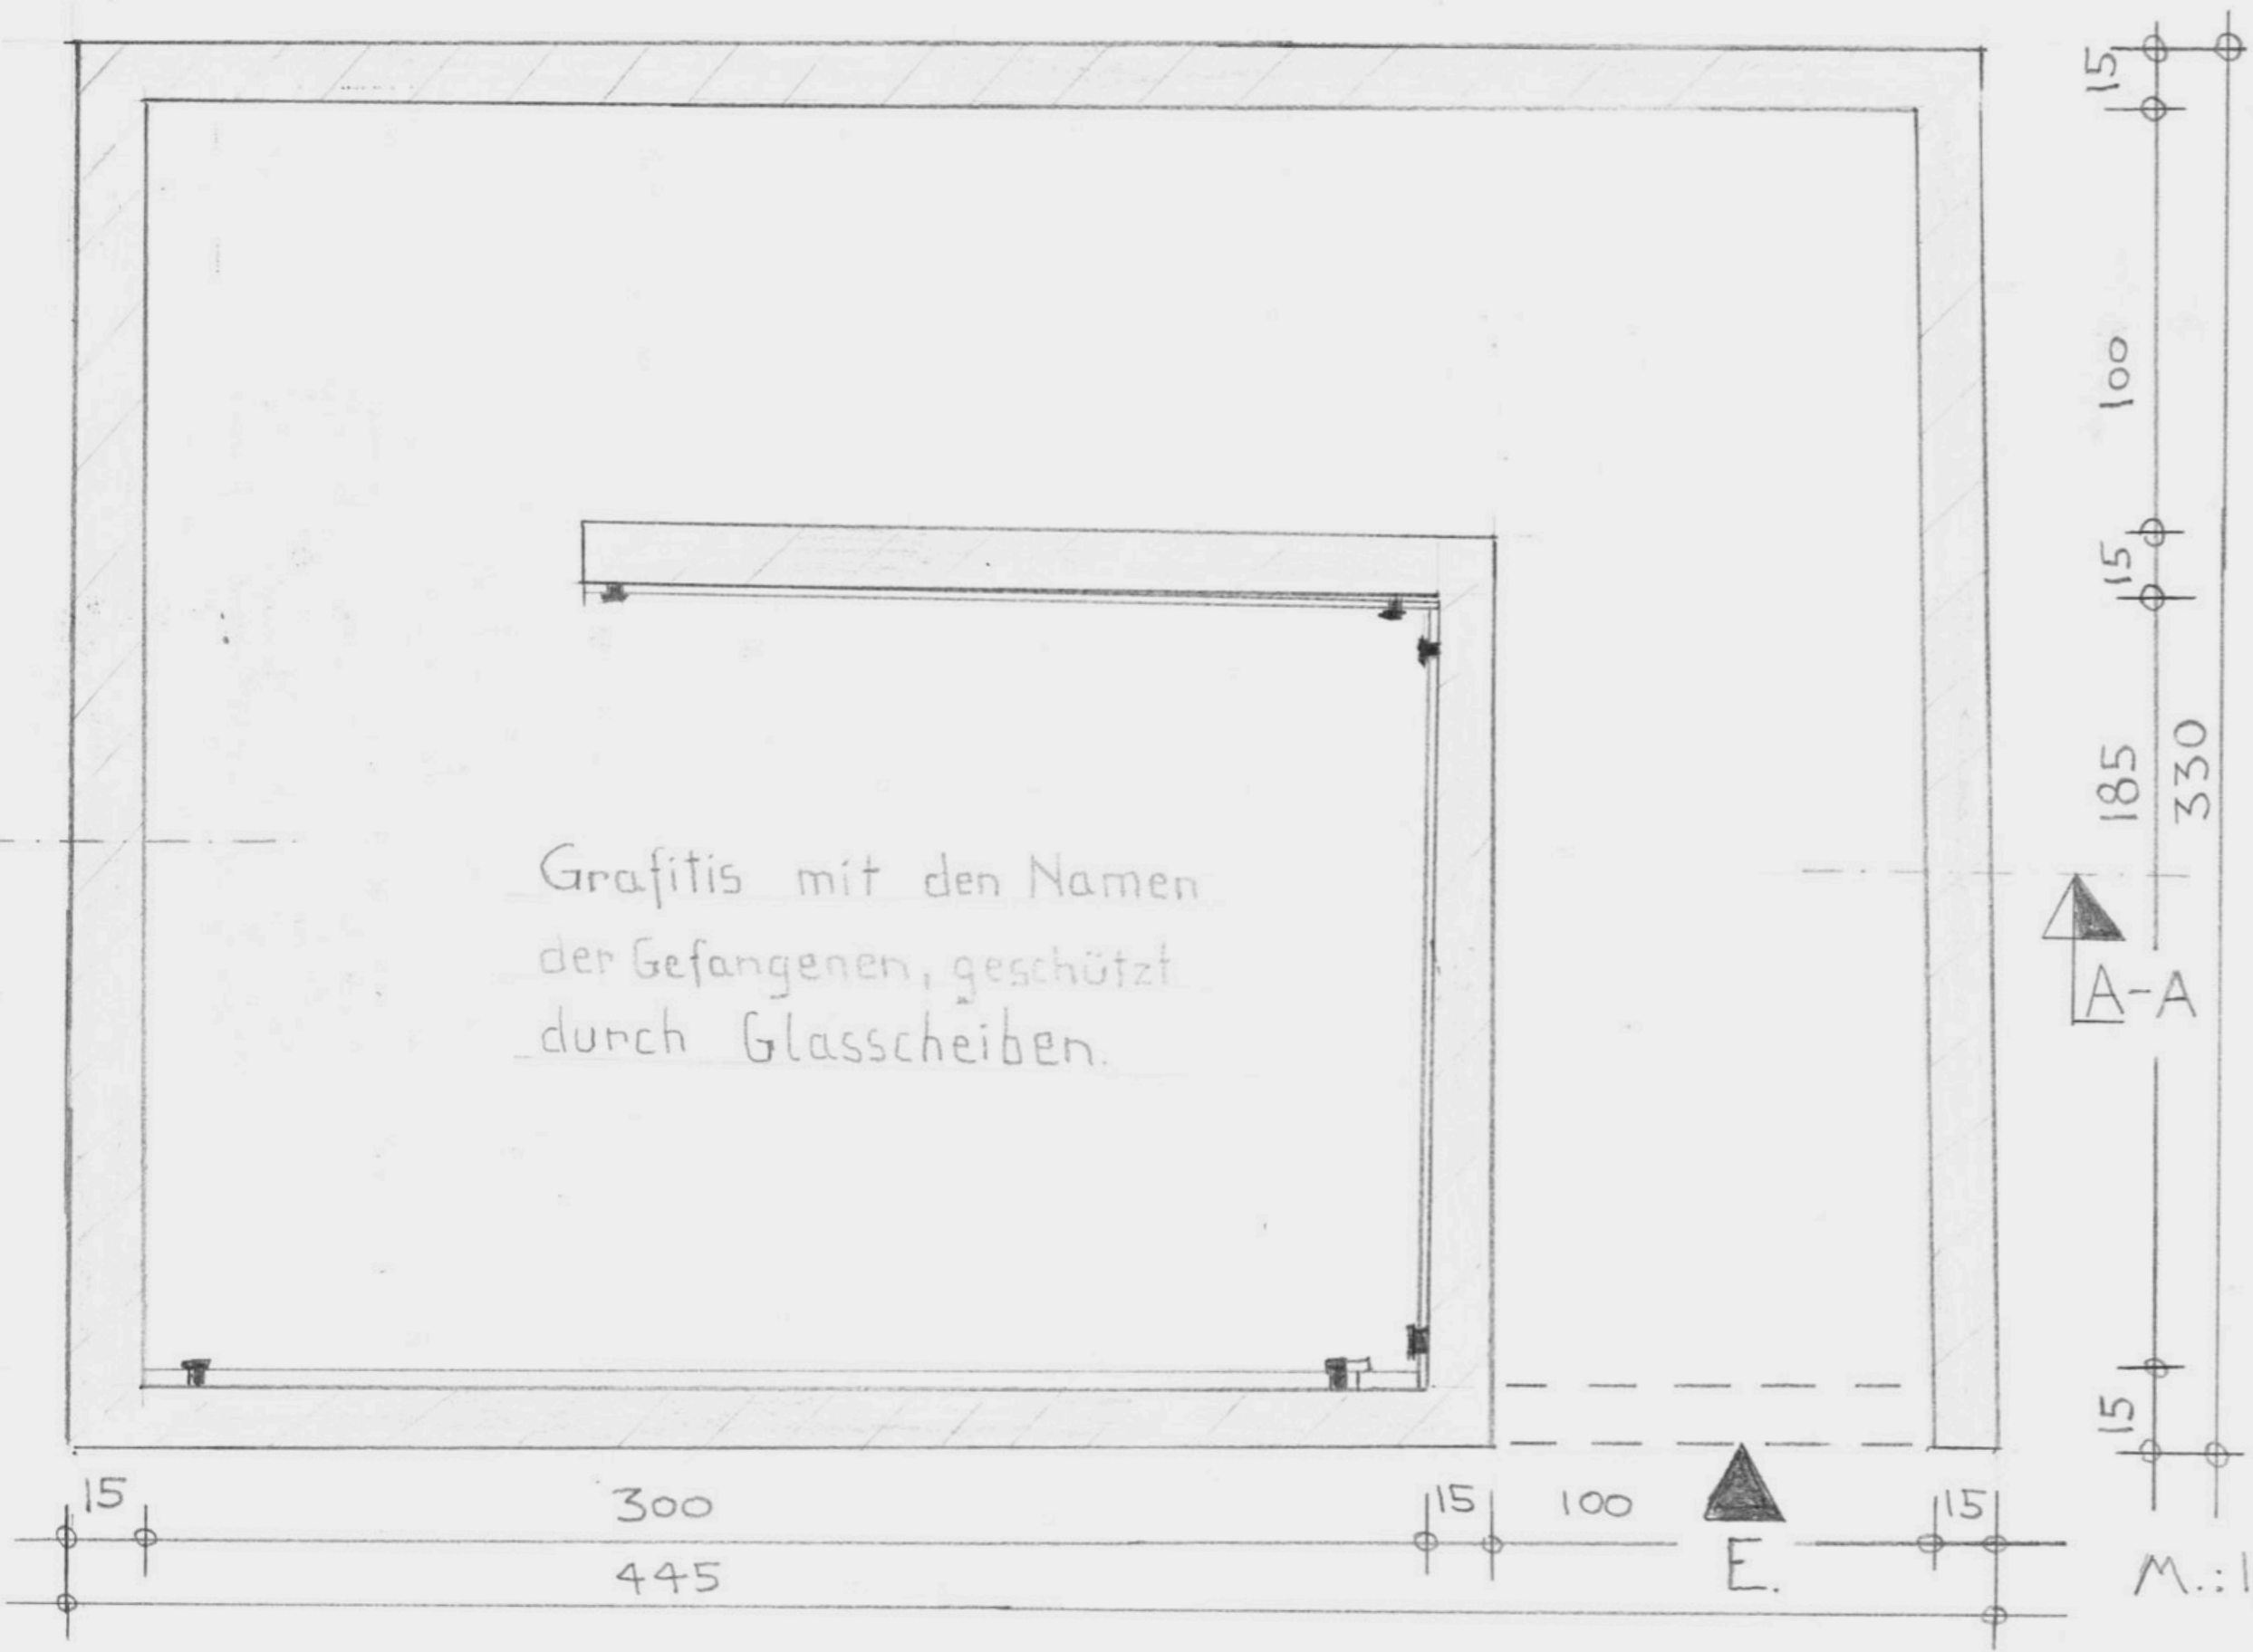 15
100
15
185
330
Grafitis mit den Namen
der Gefangenen, geschützt
durch Glasscheiben.
A-A
15
15 300 15 100 15
445
E.
M.:1